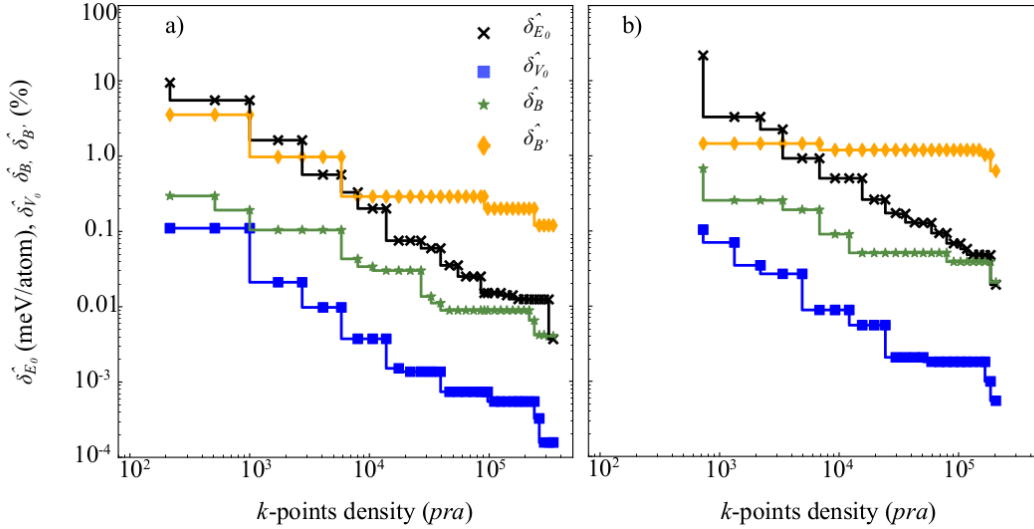 a)
b)
δ̂_{E₀}
δ̂_{V₀}
δ̂_B
δ̂_{B'}
δ̂_{E₀} (meV/atom), δ̂_{V₀} δ̂_{B,} δ̂_{B'} (%)
100
10
1.0
0.1
0.01
10⁻³
10⁻⁴
10² 10³ 10⁴ 10⁵
10² 10³ 10⁴ 10⁵
k-points density (pra)
k-points density (pra)